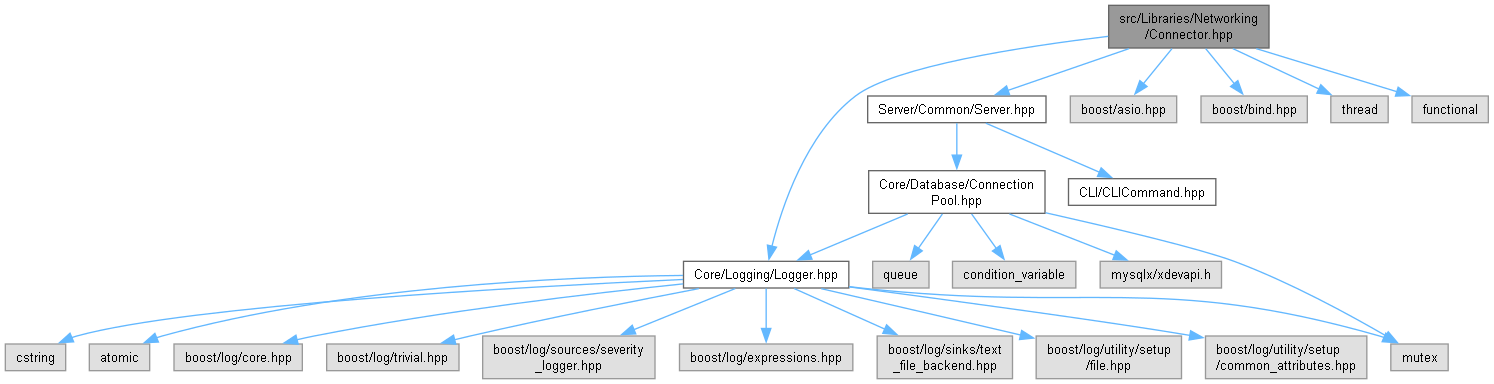 src/Libraries/Networking
/Connector.hpp
Server/Common/Server.hpp
boost/asio.hpp
boost/bind.hpp
thread
functional
Core/Database/Connection
Pool.hpp
CLI/CLICommand.hpp
Core/Logging/Logger.hpp
queue
condition_variable
mysqlx/xdevapi.h
cstring
atomic
boost/log/core.hpp
boost/log/trivial.hpp
boost/log/sources/severity
_logger.hpp
boost/log/expressions.hpp
boost/log/sinks/text
_file_backend.hpp
boost/log/utility/setup
/file.hpp
boost/log/utility/setup
/common_attributes.hpp
mutex